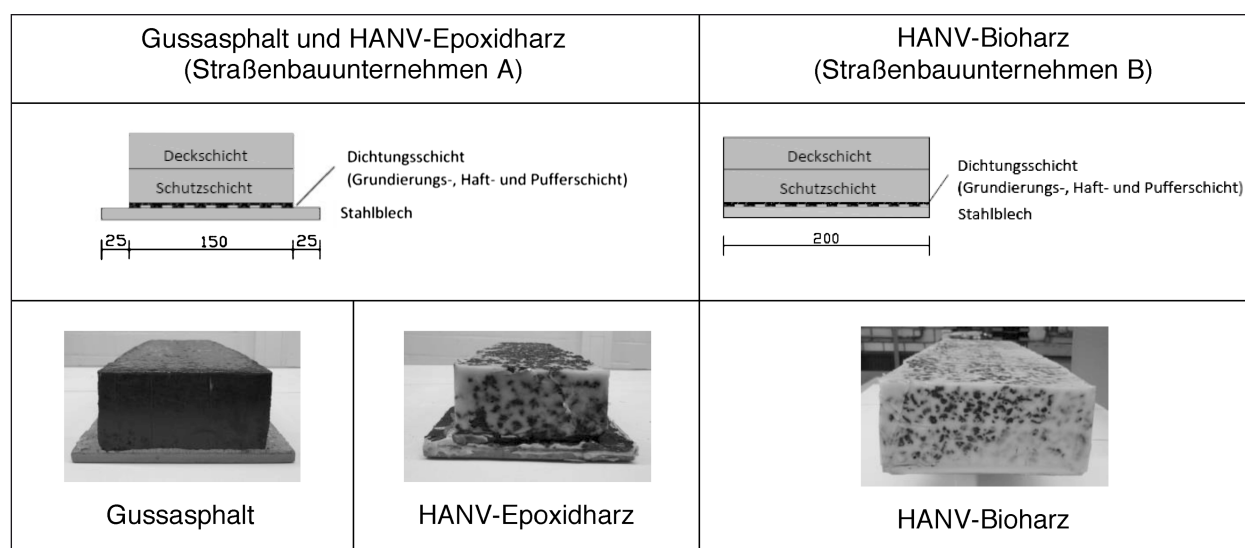 Gussasphalt und HANV-Epoxidharz
(Straßenbauunternehmen A)
HANV-Bioharz
(Straßenbauunternehmen B)
Deckschicht
Schutzschicht
Dichtungsschicht
(Grundierungs-, Haft- und Pufferschicht)
Stahlblech
25
150
25
Deckschicht
Schutzschicht
Dichtungsschicht
(Grundierungs-, Haft- und Pufferschicht)
Stahlblech
200
Gussasphalt
HANV-Epoxidharz
HANV-Bioharz